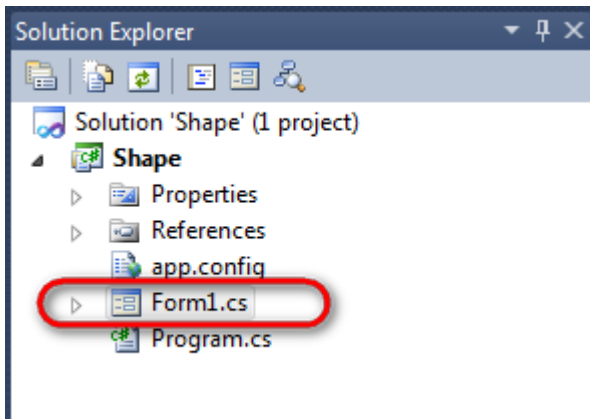 Solution Explorer
Solution 'Shape' (1 project)
Shape
Properties
References
app.config
Form1.cs
Program.cs